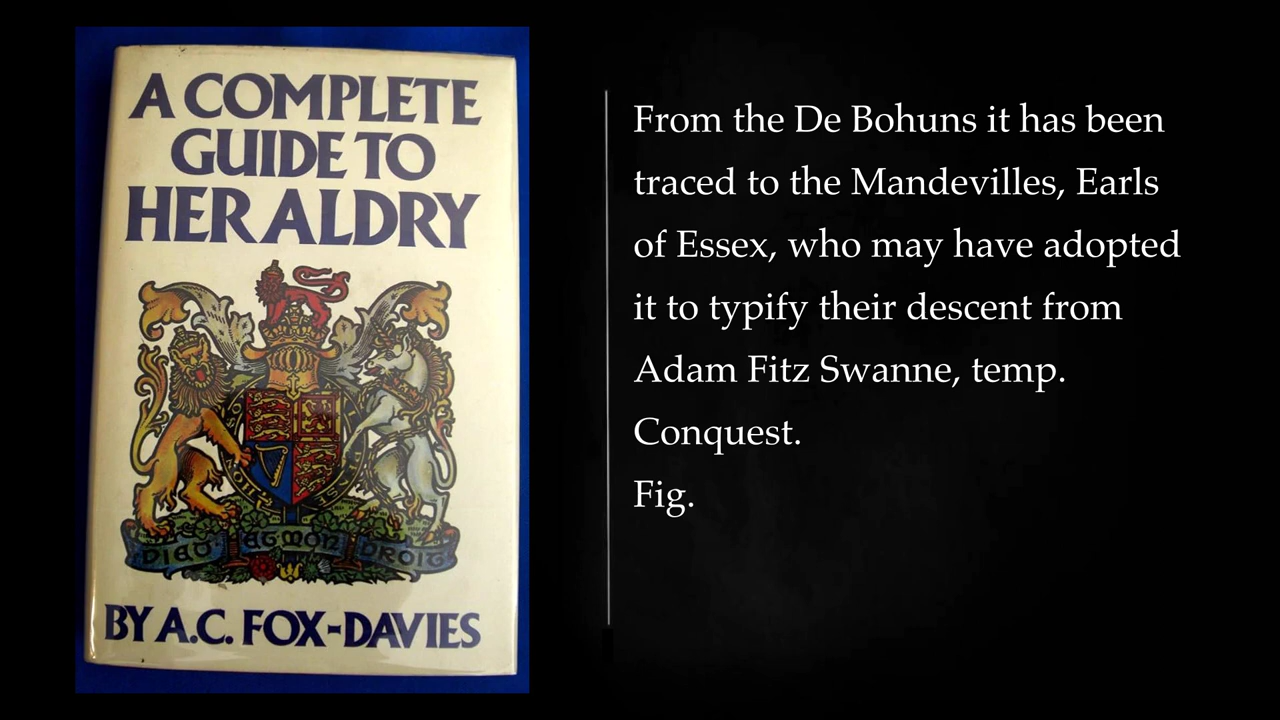 A COMPLETE
GUIDE TO
HERALDRY
DIEU ET MON DROIT
BY A.C. FOX-DAVIES
From the De Bohuns it has been
traced to the Mandevilles, Earls
of Essex, who may have adopted
it to typify their descent from
Adam Fitz Swanne, temp.
Conquest.
Fig.